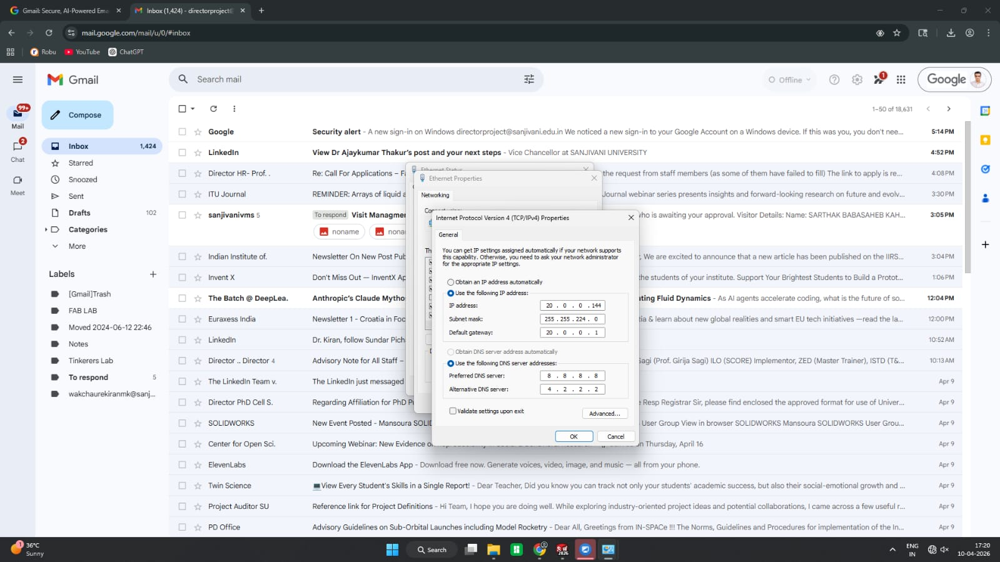 Gmail: Secure, AI-Powered Ema
Inbox (1,424) - directorproject@
mail.google.com/mail/u/0/#inbox
Robu
YouTube
ChatGPT
Gmail
Search mail
Offline
1
Google
99+
Mail
2
Chat
Meet
Compose
Inbox 1,424
Starred
Snoozed
Sent
Drafts 102
Categories
More
Labels
[Gmail]Trash
FAB LAB
Moved 2024-06-12 22:46
Notes
Tinkerers Lab
To respond 5
wakchaurekiranmk@sanj...
1–50 of 18,631
Google Security alert - A new sign-in on Windows directorproject@sanjivani.edu.in We noticed a new sign-in to your Google Account on a Windows device. If this was you, you don't nee... 5:14 PM
LinkedIn View Dr Ajaykumar Thakur's post and your next steps - Vice Chancellor at SANJIVANI UNIVERSITY 4:52 PM
Director HR- Prof. . Re: Call For Applications – Fa the request from staff members (as some of them have failed to fill) The link to apply is re... 4:08 PM
ITU Journal REMINDER: Arrays of liquid a Journal webinar series presents insights and forward-looking research on future and evolv... 3:30 PM
sanjivanivms 5 To respond Visit Managmen ho is awaiting your approval. Visitor Details: Name: SARTHAK BABASAHEB KAH... 3:05 PM
noname
nona
Indian Institute of. Newsletter On New Post Pub , We are excited to announce that a new article has been published on the IIRS... 3:04 PM
Invent X Don't Miss Out — InventX Ap the students of your institute. Support Your Brightest Students to Build a Protot... 1:06 PM
The Batch @ DeepLea. Anthropic's Claude Mytho ting Fluid Dynamics - As AI agents accelerate coding, what is the future of so... 12:04 PM
Euraxess India Newsletter 1 - Croatia in Foc tia & learn about new global realities and smart EU tech initiatives —read the la... 12:00 PM
LinkedIn Dr. Kiran, follow Sundar Pich 10:52 AM
Director .. Director 4 Advisory Note for All Staff – Sagi (Prof. Girija Sagi) ILO (SCORE) Implementor, ZED (Master Trainer), ISTD (T&... 10:13 AM
The LinkedIn Team v. The LinkedIn just messaged Apr 9
Director PhD Cell S. Regarding Affiliation for PhD P Resp Registrar Sir, please find enclosed the approved format for use of Univer... Apr 9
SOLIDWORKS New Event Posted - Mansoura SOLI User Group View in browser SOLIDWORKS Mansoura SOLIDWORKS User Grou... Apr 9
Center for Open Sci. Upcoming Webinar: New Evidence on Thursday, April 16 Apr 9
ElevenLabs Download the ElevenLabs App - Download free now. Generate voices, video, image, and music — all from your phone. Apr 9
Twin Science 💻View Every Student's Skills in a Single Report! - Dear Teacher, Did you know you can track not only your students' academic success, but also their social-emotional growth and ... Apr 9
Project Auditor SU Reference link for Project Definitions - Hi Team, I hope you are doing well. While exploring industry-oriented project ideas and potential collaborations, I came across a few useful r... Apr 9
PD Office Advisory Guidelines on Sub-Orbital Launches including Model Rocketry - Dear All, Greetings from IN-SPACe !!! The Norms, Guidelines and Procedures for implementation of the In... Apr 9
Ethernet Status
Ethernet Properties
Networking
Internet Protocol Version 4 (TCP/IPv4) Properties
General
You can get IP settings assigned automatically if your network supports
this capability. Otherwise, you need to ask your network administrator
for the appropriate IP settings.
Obtain an IP address automatically
Use the following IP address:
IP address: 20 . 0 . 0 . 144
Subnet mask: 255 . 255 . 224 . 0
Default gateway: 20 . 0 . 0 . 1
Obtain DNS server address automatically
Use the following DNS server addresses:
Preferred DNS server: 8 . 8 . 8 . 8
Alternative DNS server: 4 . 2 . 2 . 2
Validate settings upon exit
Advanced...
OK
Cancel
1
36°C
Sunny
Search
SW
2026
ENG
IN
17:20
10-04-2026